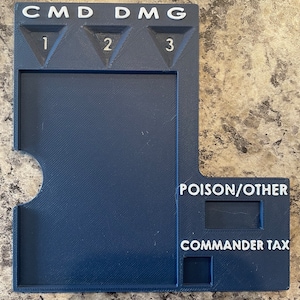 CMD DMG
1 2 3
POISON/OTHER
COMMANDER TAX